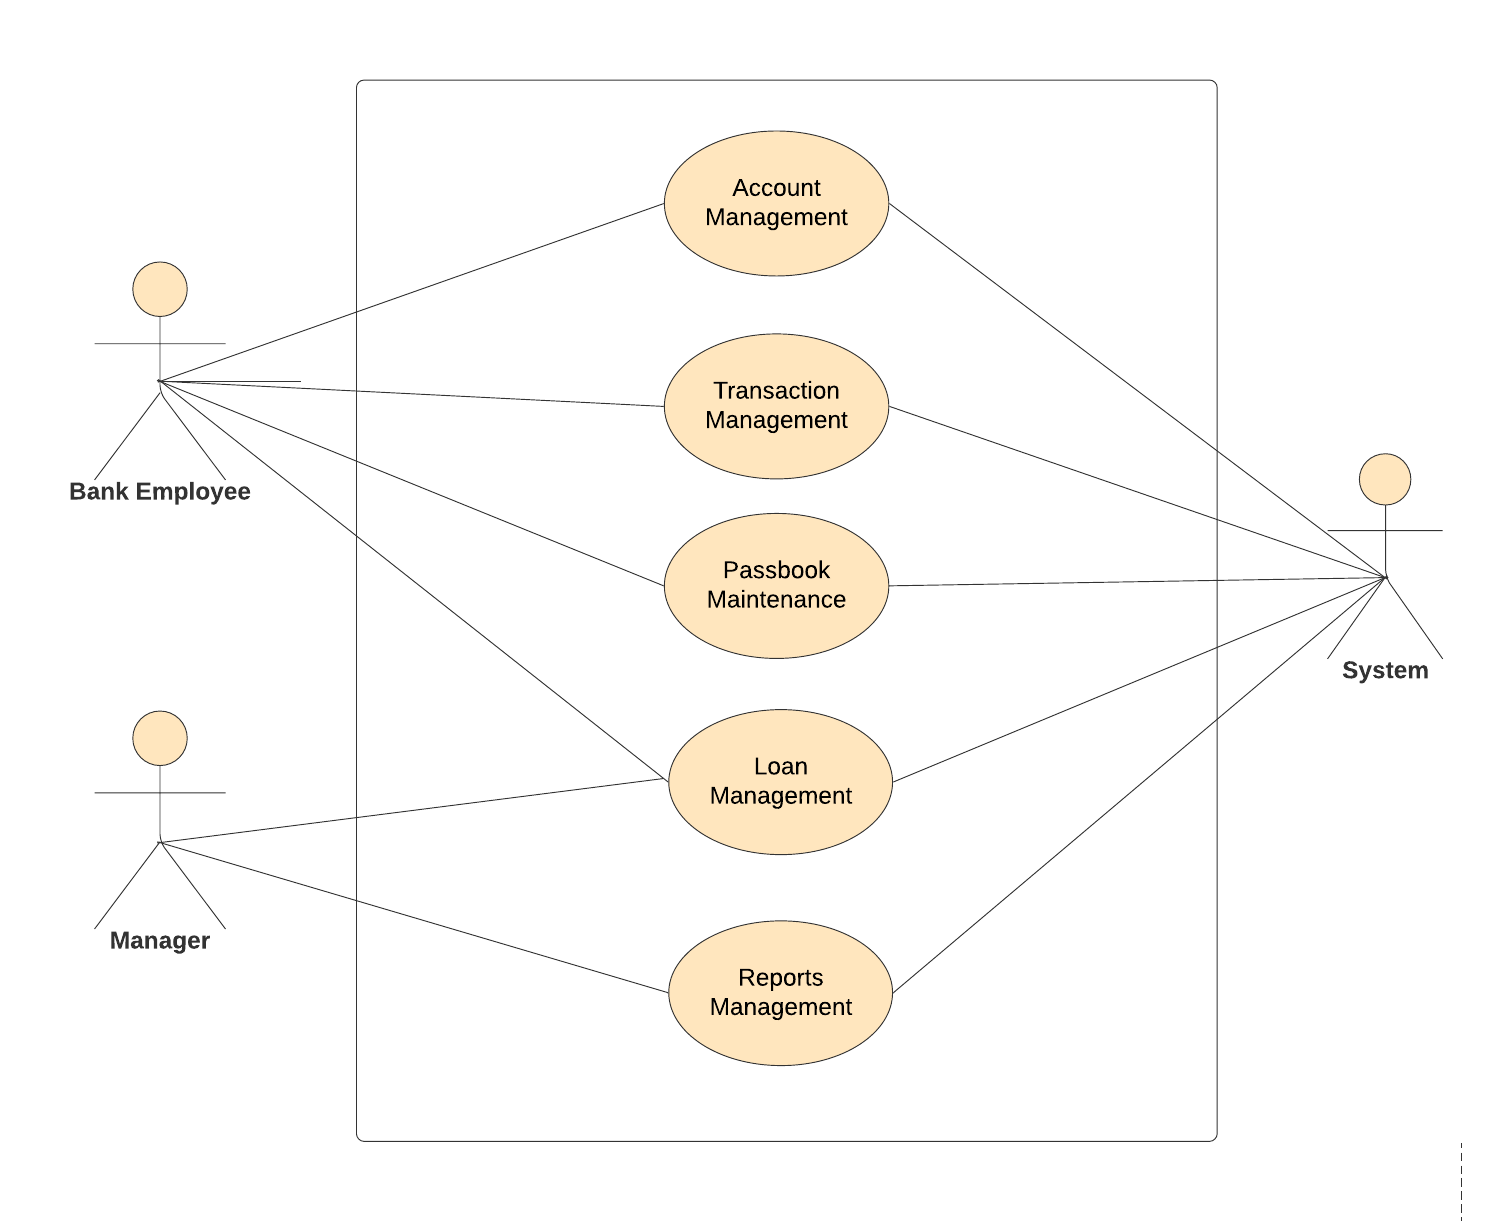 Account
Management
Transaction
Management
Bank Employee
Passbook
Maintenance
System
Loan
Management
Manager
Reports
Management